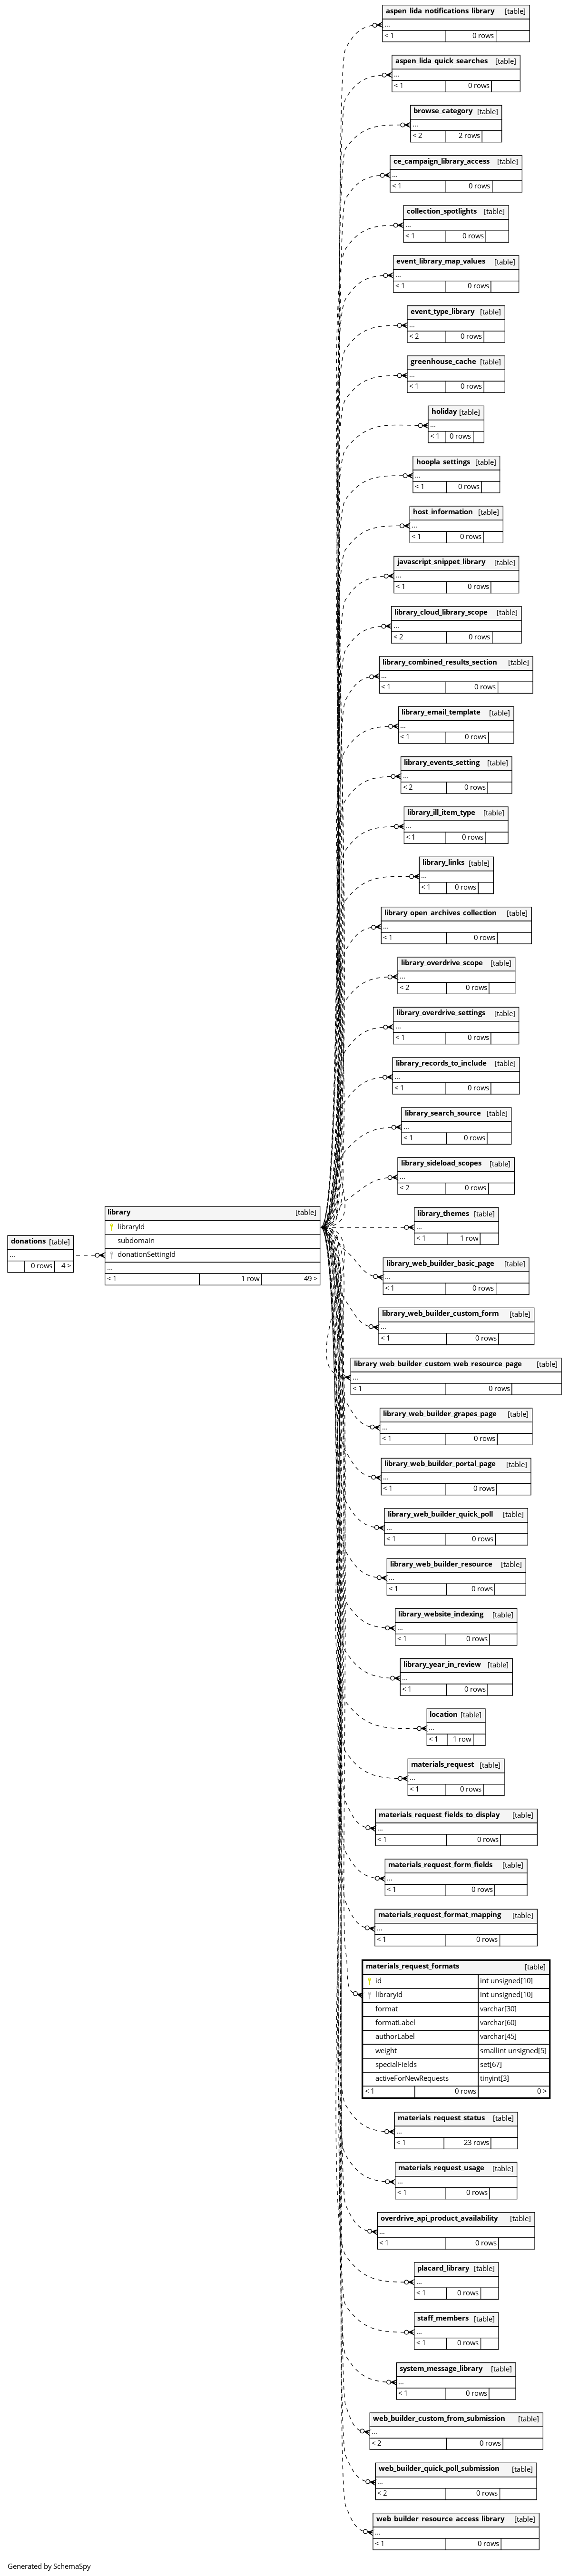 aspen_lida_notifications_library [table]
...
< 1 0 rows
aspen_lida_quick_searches [table]
...
< 1 0 rows
browse_category [table]
...
< 2 2 rows
ce_campaign_library_access [table]
...
< 1 0 rows
collection_spotlights [table]
...
< 1 0 rows
event_library_map_values [table]
...
< 1 0 rows
event_type_library [table]
...
< 2 0 rows
greenhouse_cache [table]
...
< 1 0 rows
holiday [table]
...
< 1 0 rows
hoopla_settings [table]
...
< 1 0 rows
host_information [table]
...
< 1 0 rows
javascript_snippet_library [table]
...
< 1 0 rows
library_cloud_library_scope [table]
...
< 2 0 rows
library_combined_results_section [table]
...
< 1 0 rows
library_email_template [table]
...
< 1 0 rows
library_events_setting [table]
...
< 2 0 rows
library_ill_item_type [table]
...
< 1 0 rows
library_links [table]
...
< 1 0 rows
library_open_archives_collection [table]
...
< 1 0 rows
library_overdrive_scope [table]
...
< 2 0 rows
library_overdrive_settings [table]
...
< 1 0 rows
library_records_to_include [table]
...
< 1 0 rows
library_search_source [table]
...
< 1 0 rows
library_sideload_scopes [table]
...
< 2 0 rows
library_themes [table]
...
< 1 1 row
donations [table]
...
0 rows 4 >
library [table]
libraryId
subdomain
donationSettingId
...
< 1 1 row 49 >
library_web_builder_basic_page [table]
...
< 1 0 rows
library_web_builder_custom_form [table]
...
< 1 0 rows
library_web_builder_custom_web_resource_page [table]
...
< 1 0 rows
library_web_builder_grapes_page [table]
...
< 1 0 rows
library_web_builder_portal_page [table]
...
< 1 0 rows
library_web_builder_quick_poll [table]
...
< 1 0 rows
library_web_builder_resource [table]
...
< 1 0 rows
library_website_indexing [table]
...
< 1 0 rows
library_year_in_review [table]
...
< 1 0 rows
location [table]
...
< 1 1 row
materials_request [table]
...
< 1 0 rows
materials_request_fields_to_display [table]
...
< 1 0 rows
materials_request_form_fields [table]
...
< 1 0 rows
materials_request_format_mapping [table]
...
< 1 0 rows
materials_request_formats [table]
id int unsigned[10]
libraryId int unsigned[10]
format varchar[30]
formatLabel varchar[60]
authorLabel varchar[45]
weight smallint unsigned[5]
specialFields set[67]
activeForNewRequests tinyint[3]
< 1 0 rows 0 >
materials_request_status [table]
...
< 1 23 rows
materials_request_usage [table]
...
< 1 0 rows
overdrive_api_product_availability [table]
...
< 1 0 rows
placard_library [table]
...
< 1 0 rows
staff_members [table]
...
< 1 0 rows
system_message_library [table]
...
< 1 0 rows
web_builder_custom_from_submission [table]
...
< 2 0 rows
web_builder_quick_poll_submission [table]
...
< 2 0 rows
web_builder_resource_access_library [table]
...
< 1 0 rows
Generated by SchemaSpy